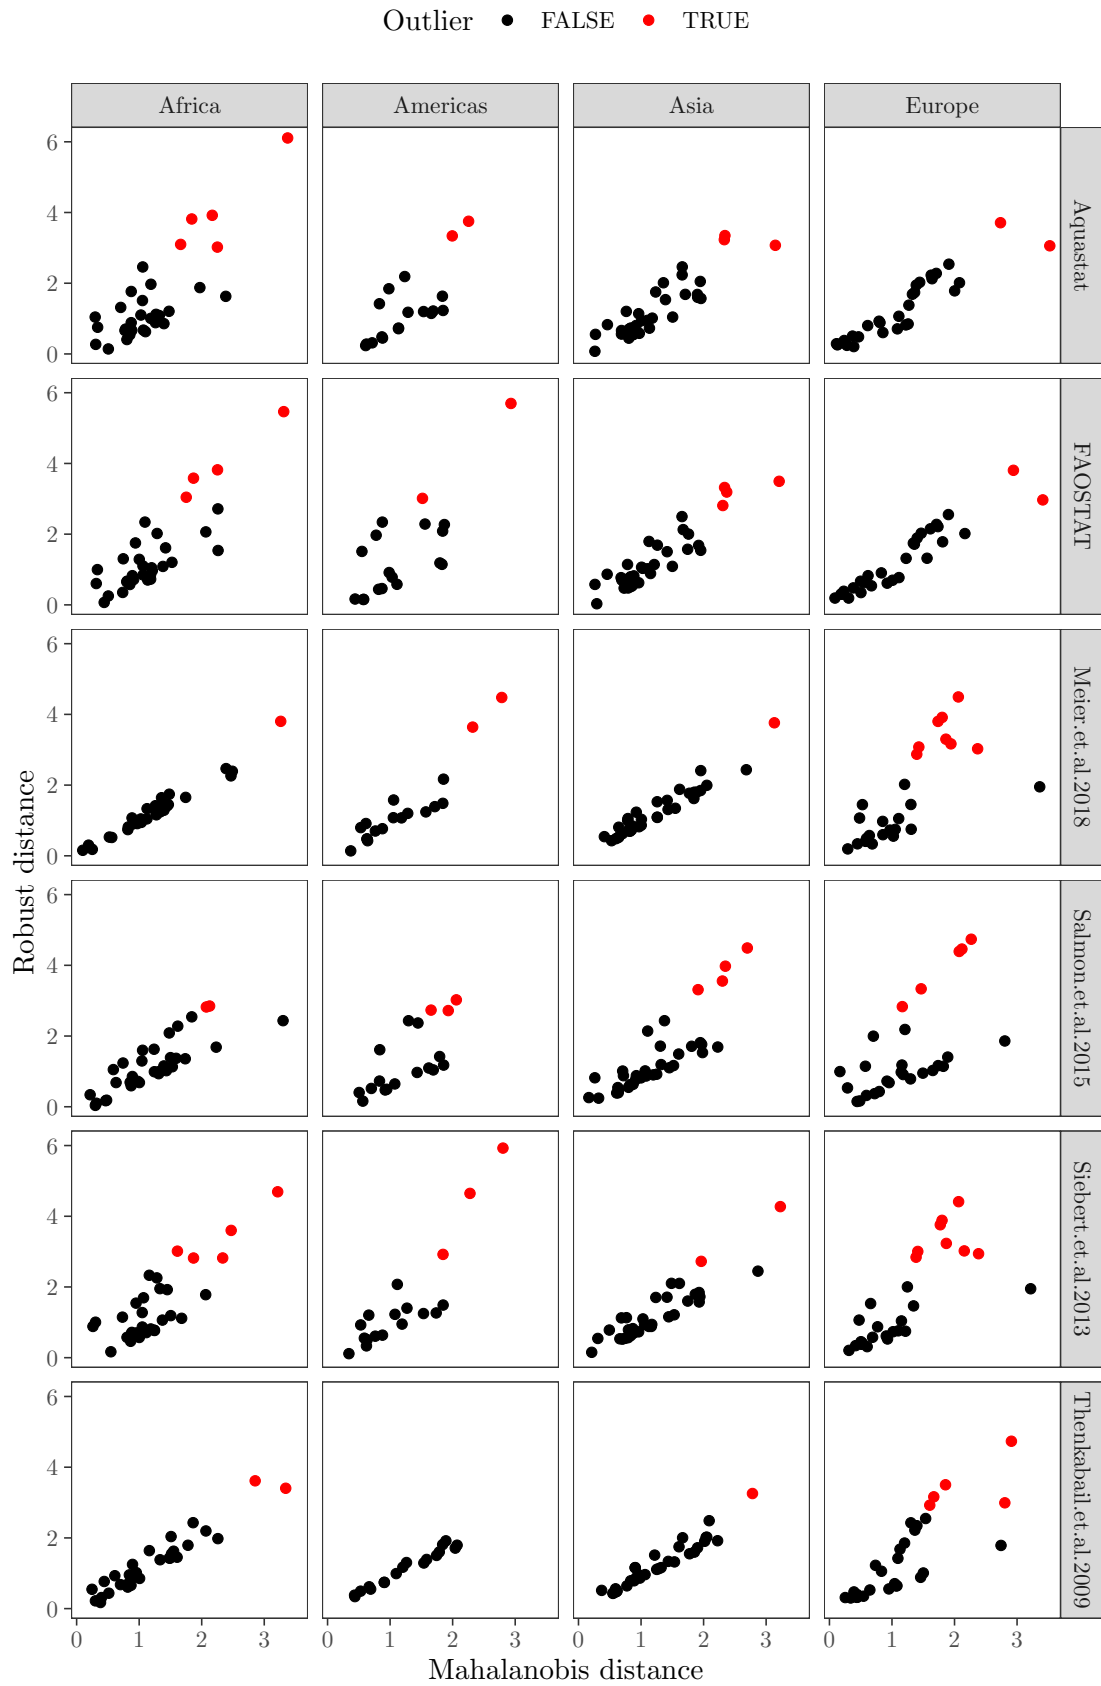 Outlier FALSE TRUE
Africa Americas Asia Europe
6
4
2
0
Aquastat
6
4
2
0
FAOSTAT
6
4
2
0
Meier.et.al.2018
Robust distance
6
4
2
0
Salmon.et.al.2015
6
4
2
0
Siebert.et.al.2013
6
4
2
0
Thenkabail.et.al.2009
0 1 2 3 0 1 2 3 0 1 2 3 0 1 2 3
Mahalanobis distance